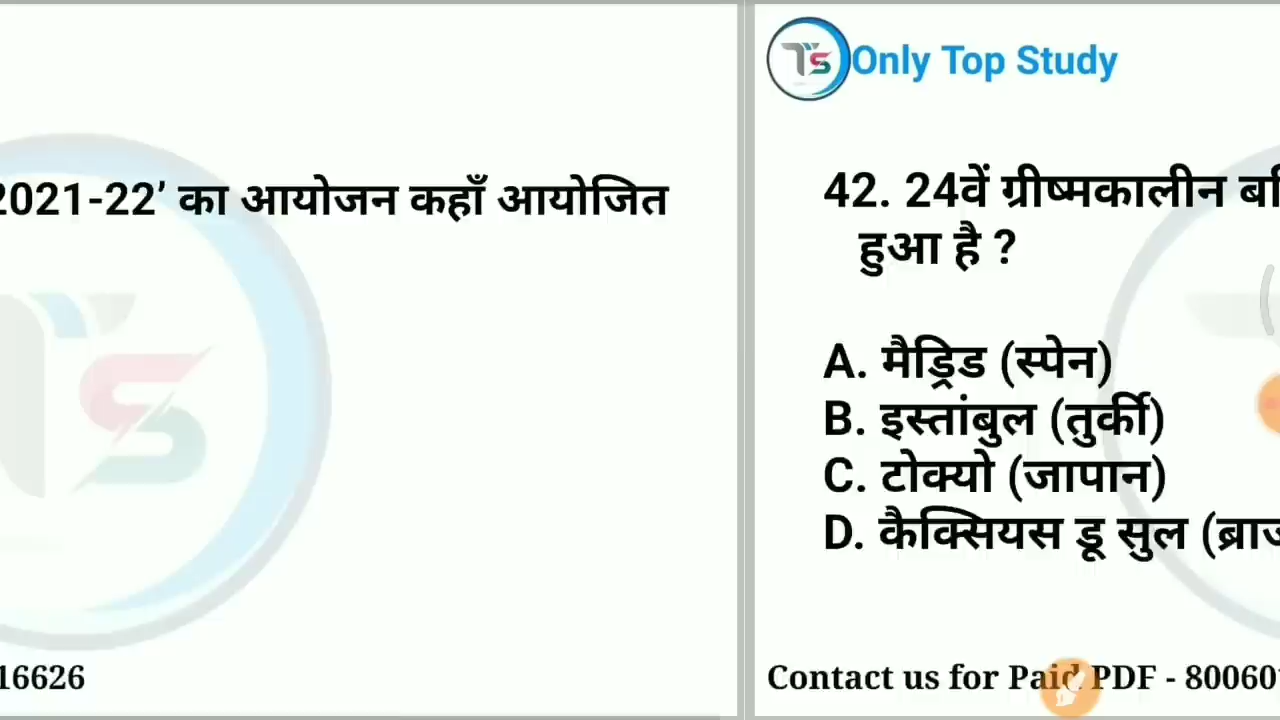 2021-22’ का आयोजन कहाँ आयोजित
16626
Ts Only Top Study
42. 24वें ग्रीष्मकालीन
हुआ है ?
A. मैड्रिड (स्पेन)
B. इस्तांबुल (तुर्की)
C. टोक्यो (जापान)
D. कैक्सियस डू सुल
Contact us for Paid PDF - 80060